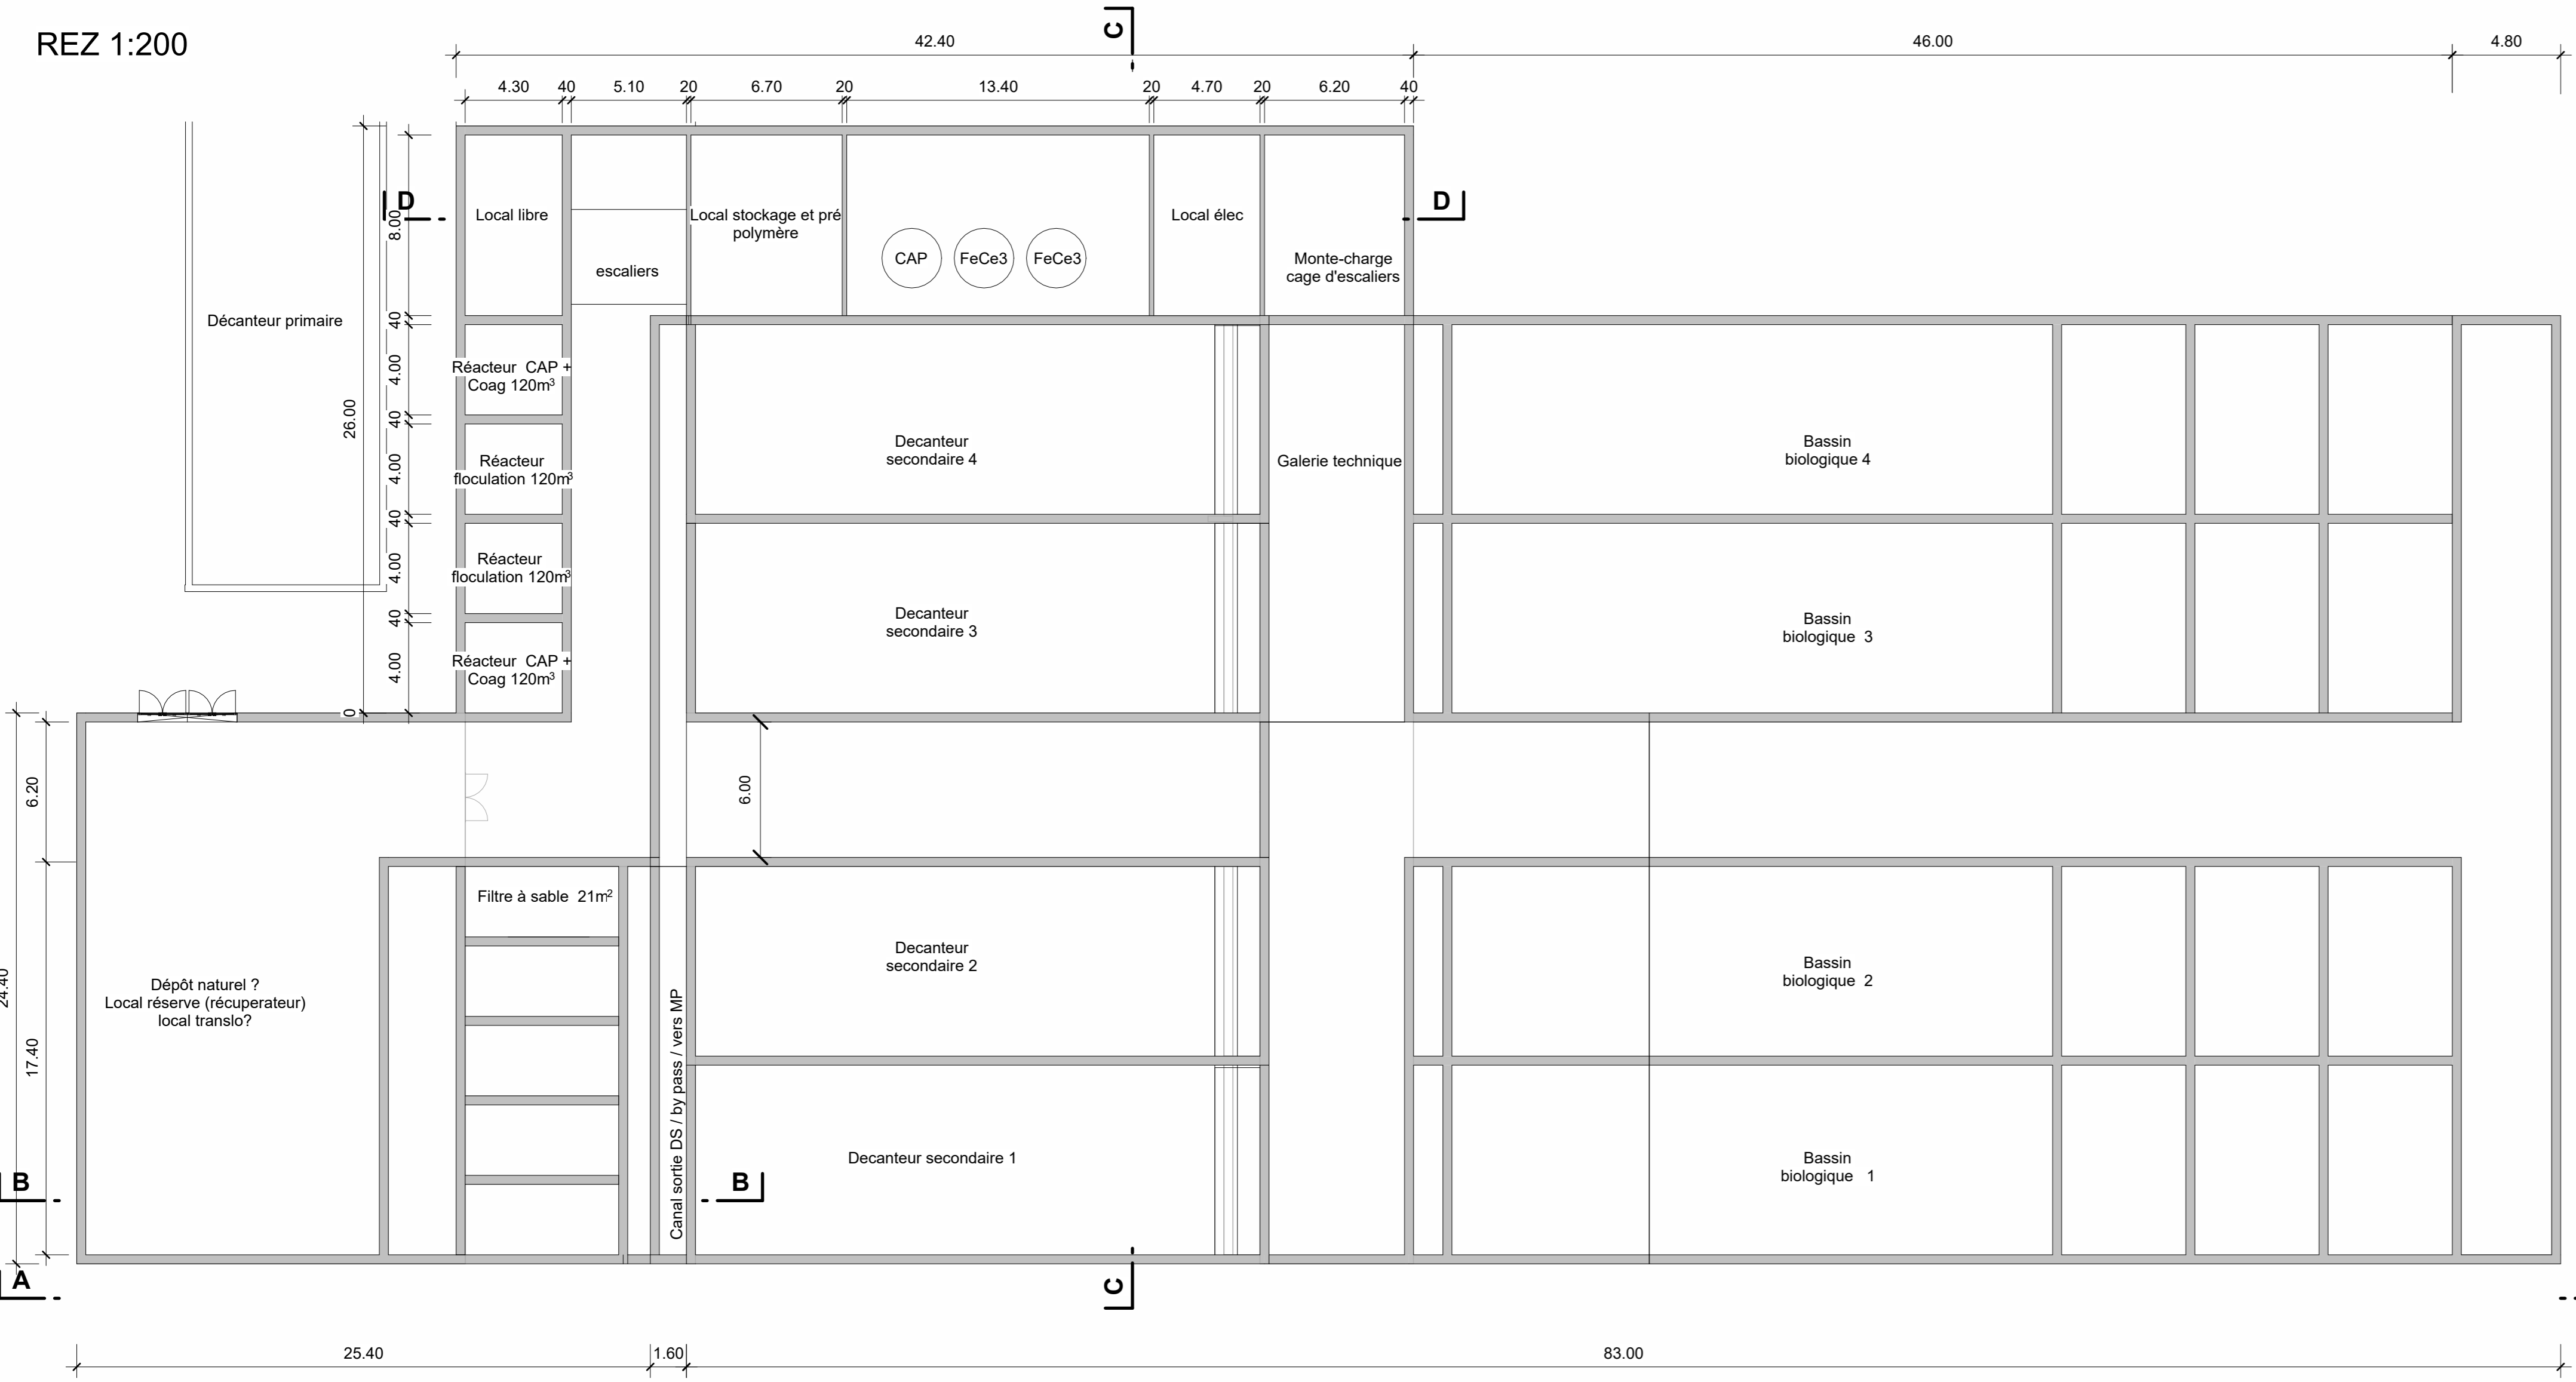 REZ 1:200
C
42.40
46.00
4.80
4.30
40
5.10
20
6.70
20
13.40
20
4.70
20
6.20
40
D
D
8.00
Local libre
Local stockage et pré
polymère
Local élec
escaliers
CAP
FeCe3
FeCe3
Monte-charge
cage d'escaliers
Décanteur primaire
40
4.00
Réacteur CAP +
Coag 120m³
26.00
40
4.00
Réacteur
floculation 120m³
Decanteur
secondaire 4
Galerie technique
Bassin
biologique 4
40
4.00
Réacteur
floculation 120m³
40
4.00
Réacteur CAP +
Coag 120m³
Decanteur
secondaire 3
Bassin
biologique 3
0
6.20
6.00
Filtre à sable 21m²
Decanteur
secondaire 2
Bassin
biologique 2
24.40
Dépôt naturel ?
Local réserve (récuperateur)
local translo?
17.40
Canal sortie DS / by pass / vers MP
Decanteur secondaire 1
Bassin
biologique 1
B
B
A
C
25.40
1.60
83.00